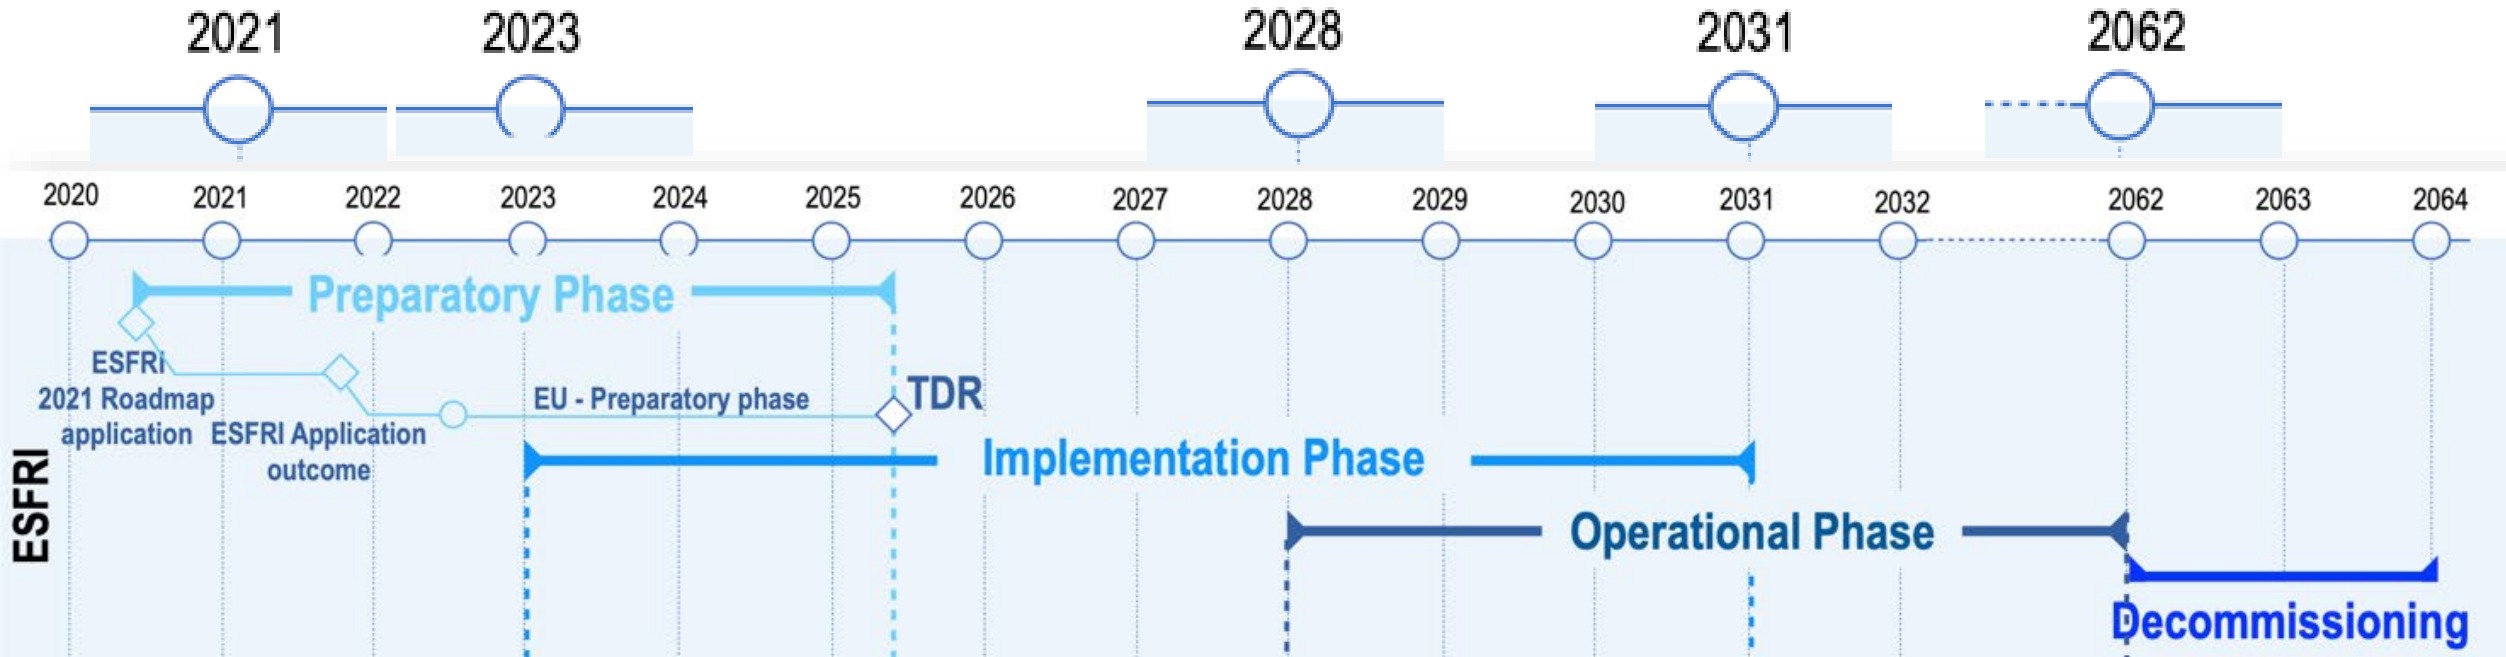 2021 2023 2028 2031 2062
2020 2021 2022 2023 2024 2025 2026 2027 2028 2029 2030 2031 2032 2062 2063 2064
Preparatory Phase
ESFRI
2021 Roadmap
application
ESFRI Application
outcome
EU - Preparatory phase
TDR
Implementation Phase
ESFRI
Operational Phase
Decommissioning